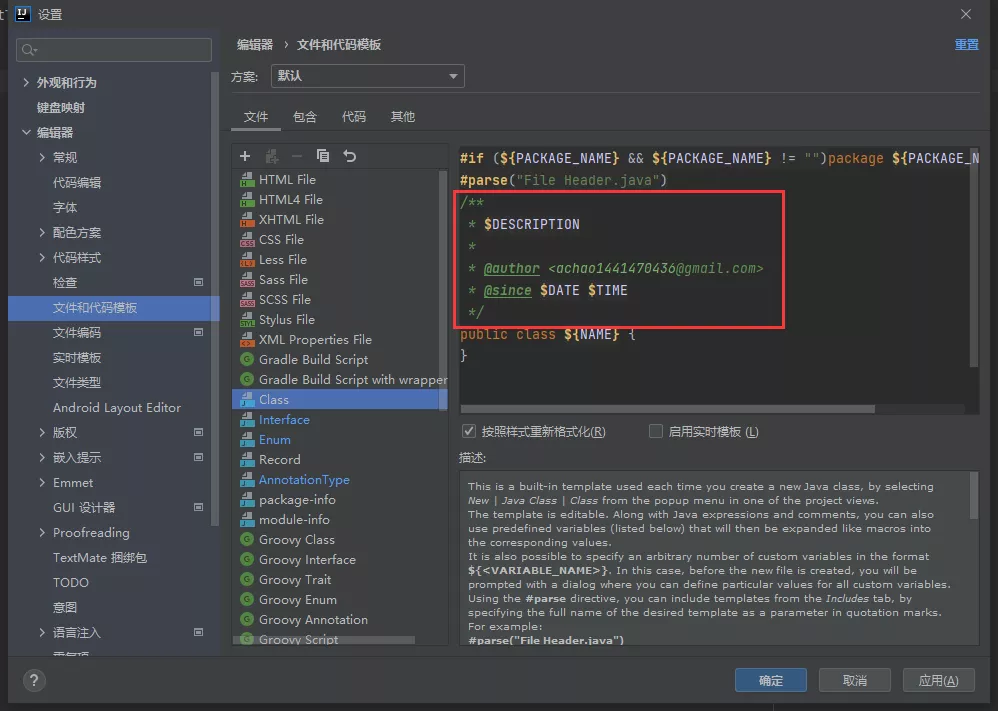 设置
编辑器 › 文件和代码模板
重置
方案: 默认
外观和行为
键盘映射
编辑器
常规
代码编辑
字体
配色方案
代码样式
检查
文件和代码模板
文件编码
实时模板
文件类型
Android Layout Editor
版权
嵌入提示
Emmet
GUI 设计器
Proofreading
TextMate 捆绑包
TODO
意图
语言注入
文件 包含 代码 其他
HTML File
HTML4 File
XHTML File
CSS File
Less File
Sass File
SCSS File
Stylus File
XML Properties File
Gradle Build Script
Gradle Build Script with wrapper
Class
Interface
Enum
Record
AnnotationType
package-info
module-info
Groovy Class
Groovy Interface
Groovy Trait
Groovy Enum
Groovy Annotation
Groovy Script
#if (${PACKAGE_NAME} && ${PACKAGE_NAME} != "")package ${PACKAGE_N
#parse("File Header.java")
/**
* $DESCRIPTION
*
* @author <achao1441470436@gmail.com>
* @since $DATE $TIME
*/
public class ${NAME} {
}
按照样式重新格式化(R) 启用实时模板 (L)
描述:
This is a built-in template used each time you create a new Java class, by selecting
New | Java Class | Class from the popup menu in one of the project views.
The template is editable. Along with Java expressions and comments, you can also
use predefined variables (listed below) that will then be expanded like macros into
the corresponding values.
It is also possible to specify an arbitrary number of custom variables in the format
${<VARIABLE_NAME>}. In this case, before the new file is created, you will be
prompted with a dialog where you can define particular values for all custom variables.
Using the #parse directive, you can include templates from the Includes tab, by
specifying the full name of the desired template as a parameter in quotation marks.
For example:
#parse("File Header.java")
?
确定 取消 应用(A)